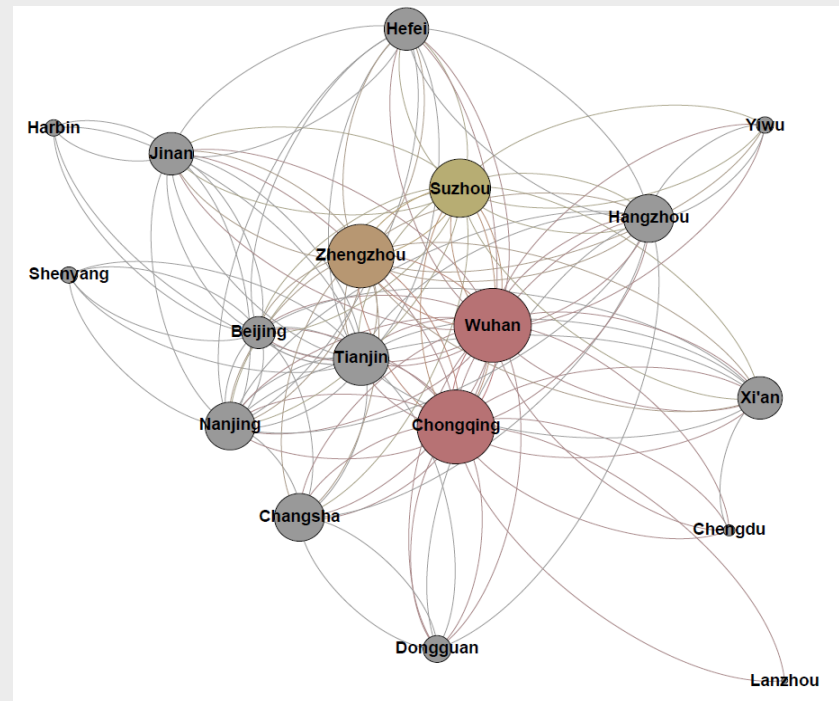 Hefei
Harbin
Yiwu
Jinan
Suzhou
Hangzhou
Zhengzhou
Shenyang
Wuhan
Beijing
Tianjin
Xi'an
Nanjing
Chongqing
Changsha
Chengdu
Dongguan
Lanzhou